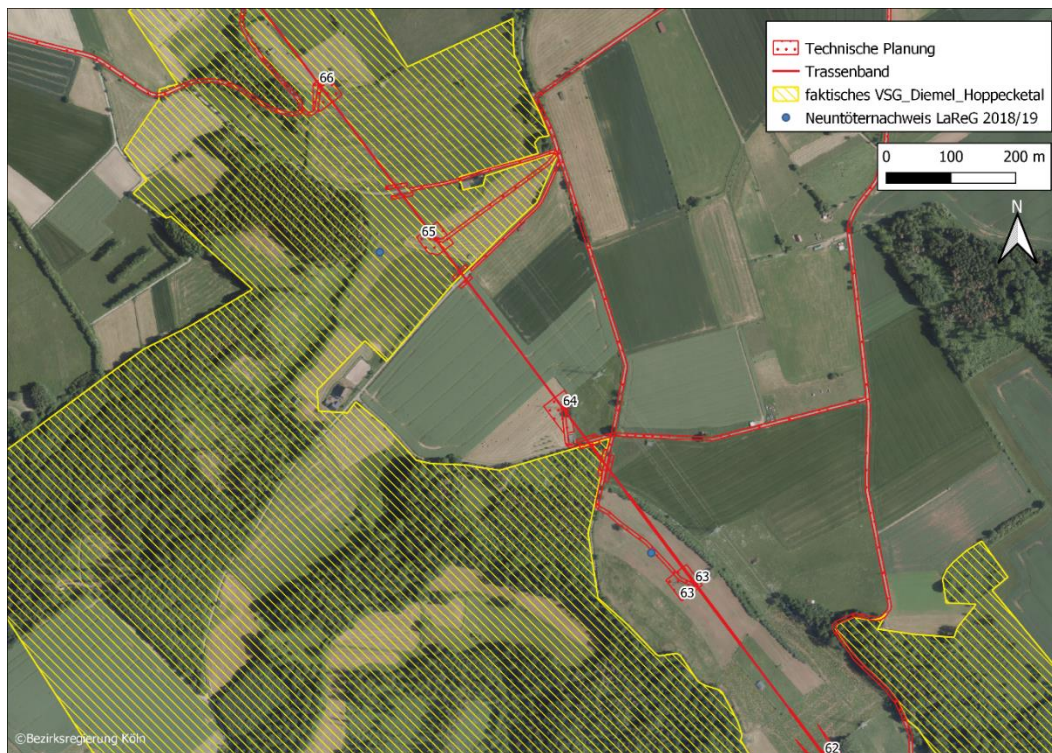 Technische Planung
Trassenband
faktisches VSG_Diemel_Hoppecketal
Neuntöternachweis LaReG 2018/19
0 100 200 m
N
66
65
64
63
63
62
©Bezirksregierung Köln